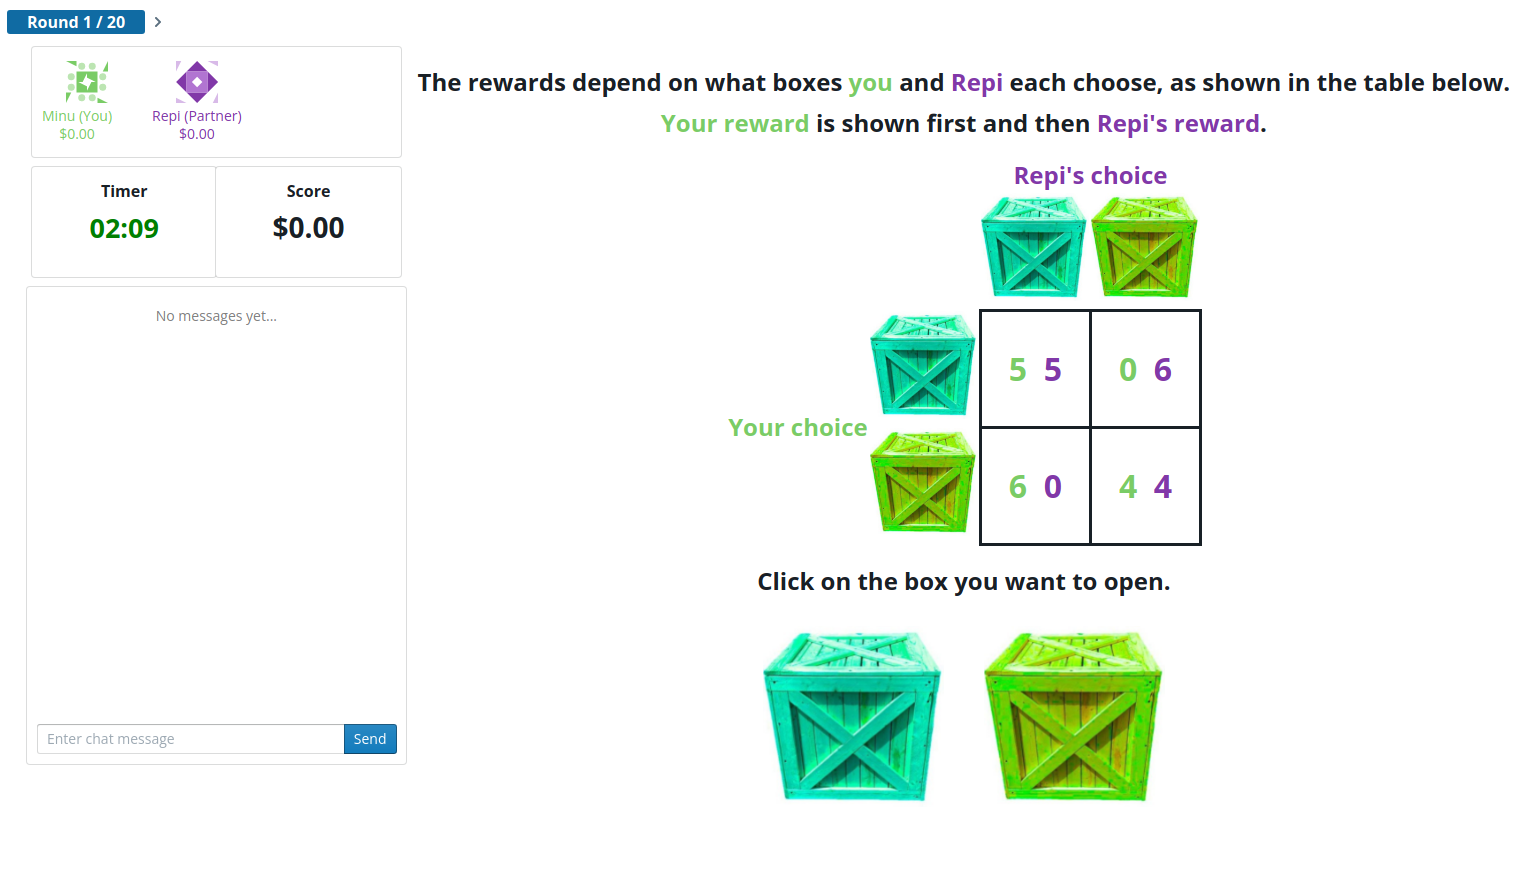 Round 1 / 20
Minu (You)
$0.00
Repi (Partner)
$0.00
Timer
02:09
Score
$0.00
No messages yet...
Enter chat message
Send
The rewards depend on what boxes you and Repi each choose, as shown in the table below.
Your reward is shown first and then Repi's reward.
Repi's choice
Your choice
5 5 0 6
6 0 4 4
Click on the box you want to open.